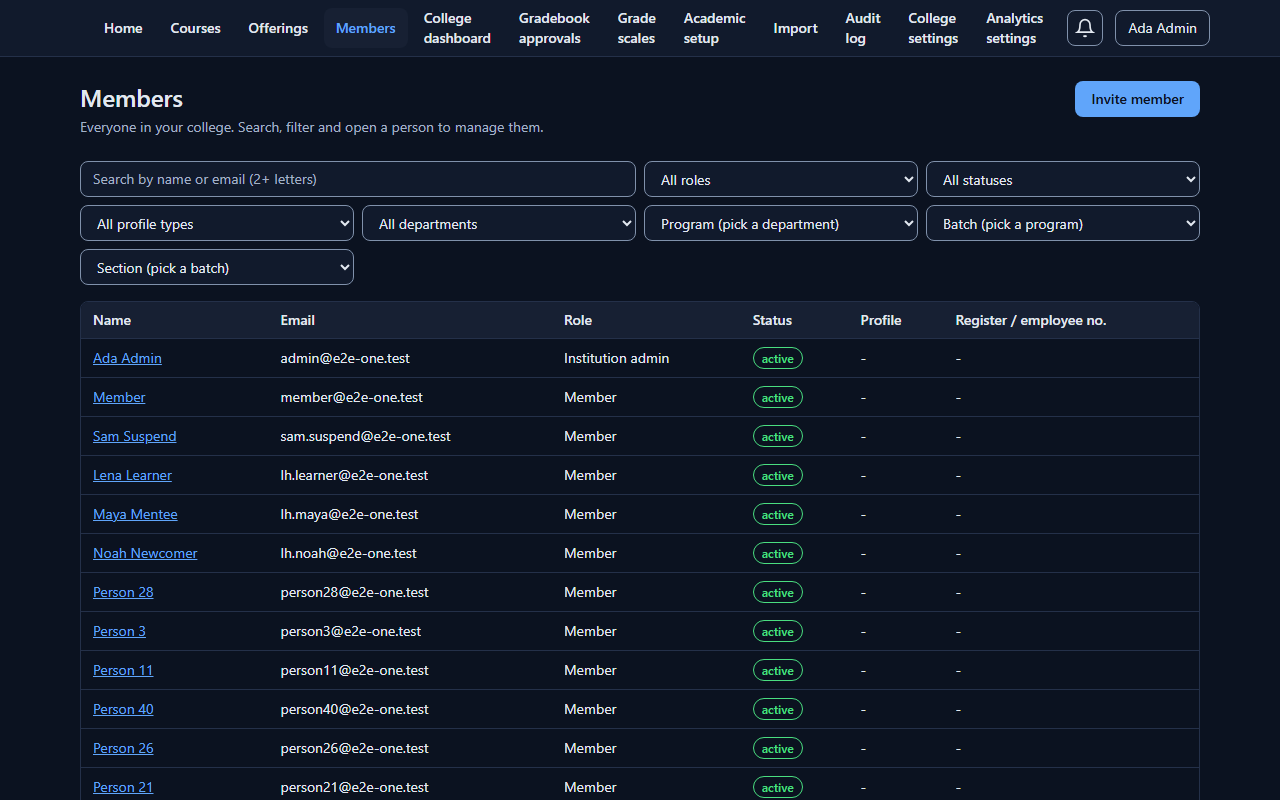 Home Courses Offerings Members College dashboard Gradebook approvals Grade scales Academic setup Import Audit log College settings Analytics settings Ada Admin
Members
Invite member
Everyone in your college. Search, filter and open a person to manage them.
Search by name or email (2+ letters) All roles All statuses
All profile types All departments Program (pick a department) Batch (pick a program)
Section (pick a batch)
Name Email Role Status Profile Register / employee no.
Ada Admin admin@e2e-one.test Institution admin active - -
Member member@e2e-one.test Member active - -
Sam Suspend sam.suspend@e2e-one.test Member active - -
Lena Learner lh.learner@e2e-one.test Member active - -
Maya Mentee lh.maya@e2e-one.test Member active - -
Noah Newcomer lh.noah@e2e-one.test Member active - -
Person 28 person28@e2e-one.test Member active - -
Person 3 person3@e2e-one.test Member active - -
Person 11 person11@e2e-one.test Member active - -
Person 40 person40@e2e-one.test Member active - -
Person 26 person26@e2e-one.test Member active - -
Person 21 person21@e2e-one.test Member active - -